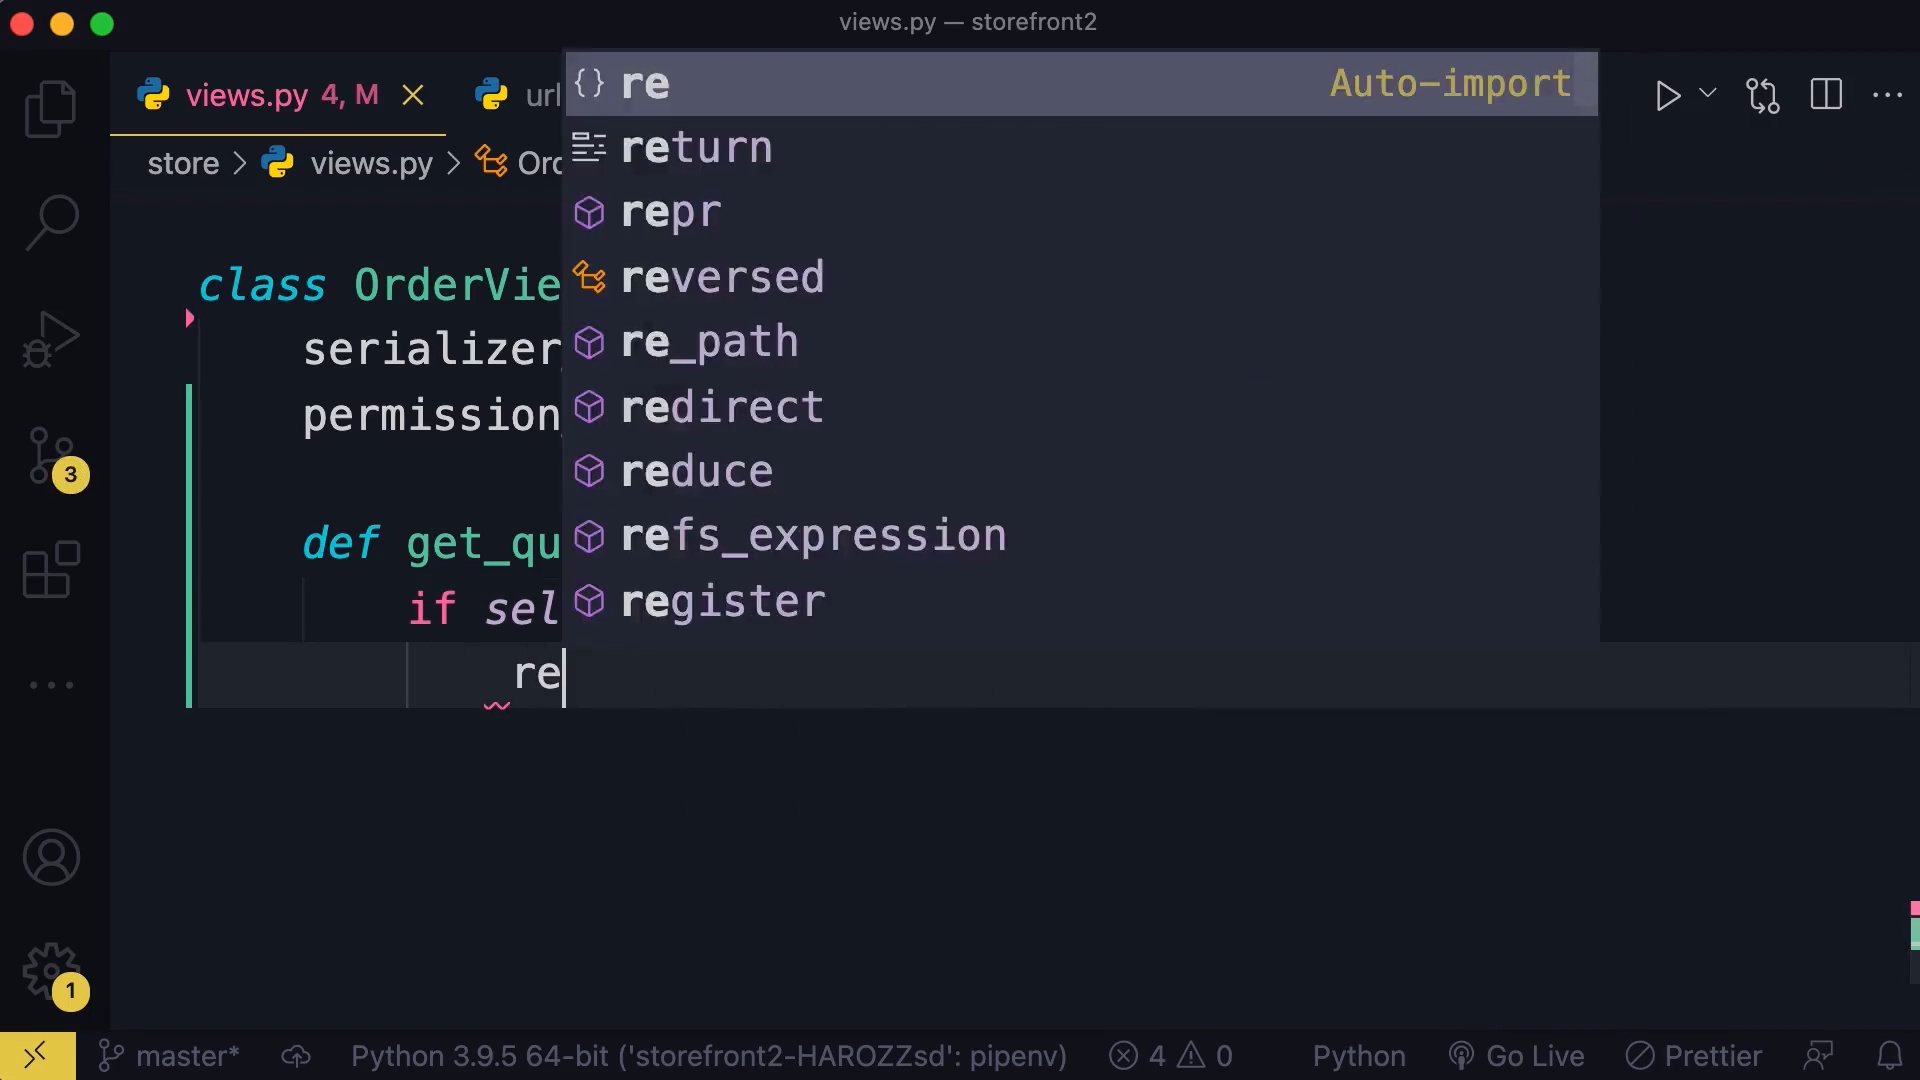 views.py — storefront2
views.py 4, M
url
store > views.py > Ord
re Auto-import
return
repr
reversed
re_path
redirect
reduce
refs_expression
register
class OrderVie
serializer
permission
def get_qu
if sel
re
3
1
master*
Python 3.9.5 64-bit ('storefront2-HAROZZsd': pipenv)
4
0
Python
Go Live
Prettier